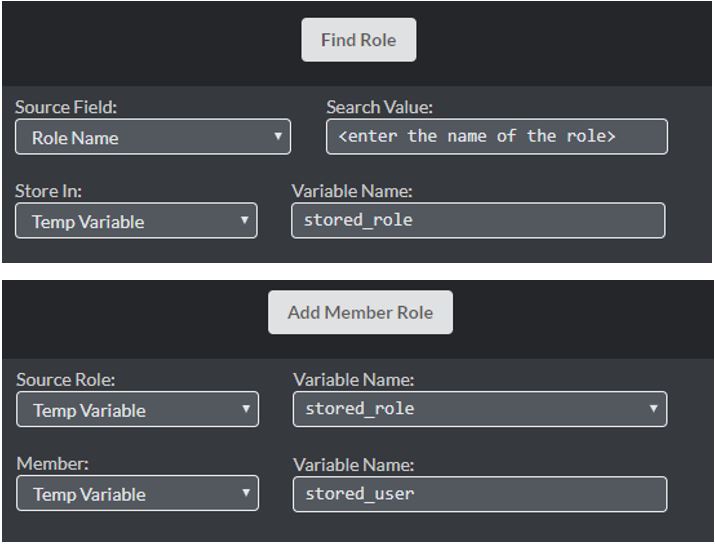 Find Role
Source Field: Search Value:
Role Name <enter the name of the role>
Store In: Variable Name:
Temp Variable stored_role
Add Member Role
Source Role: Variable Name:
Temp Variable stored_role
Member: Variable Name:
Temp Variable stored_user